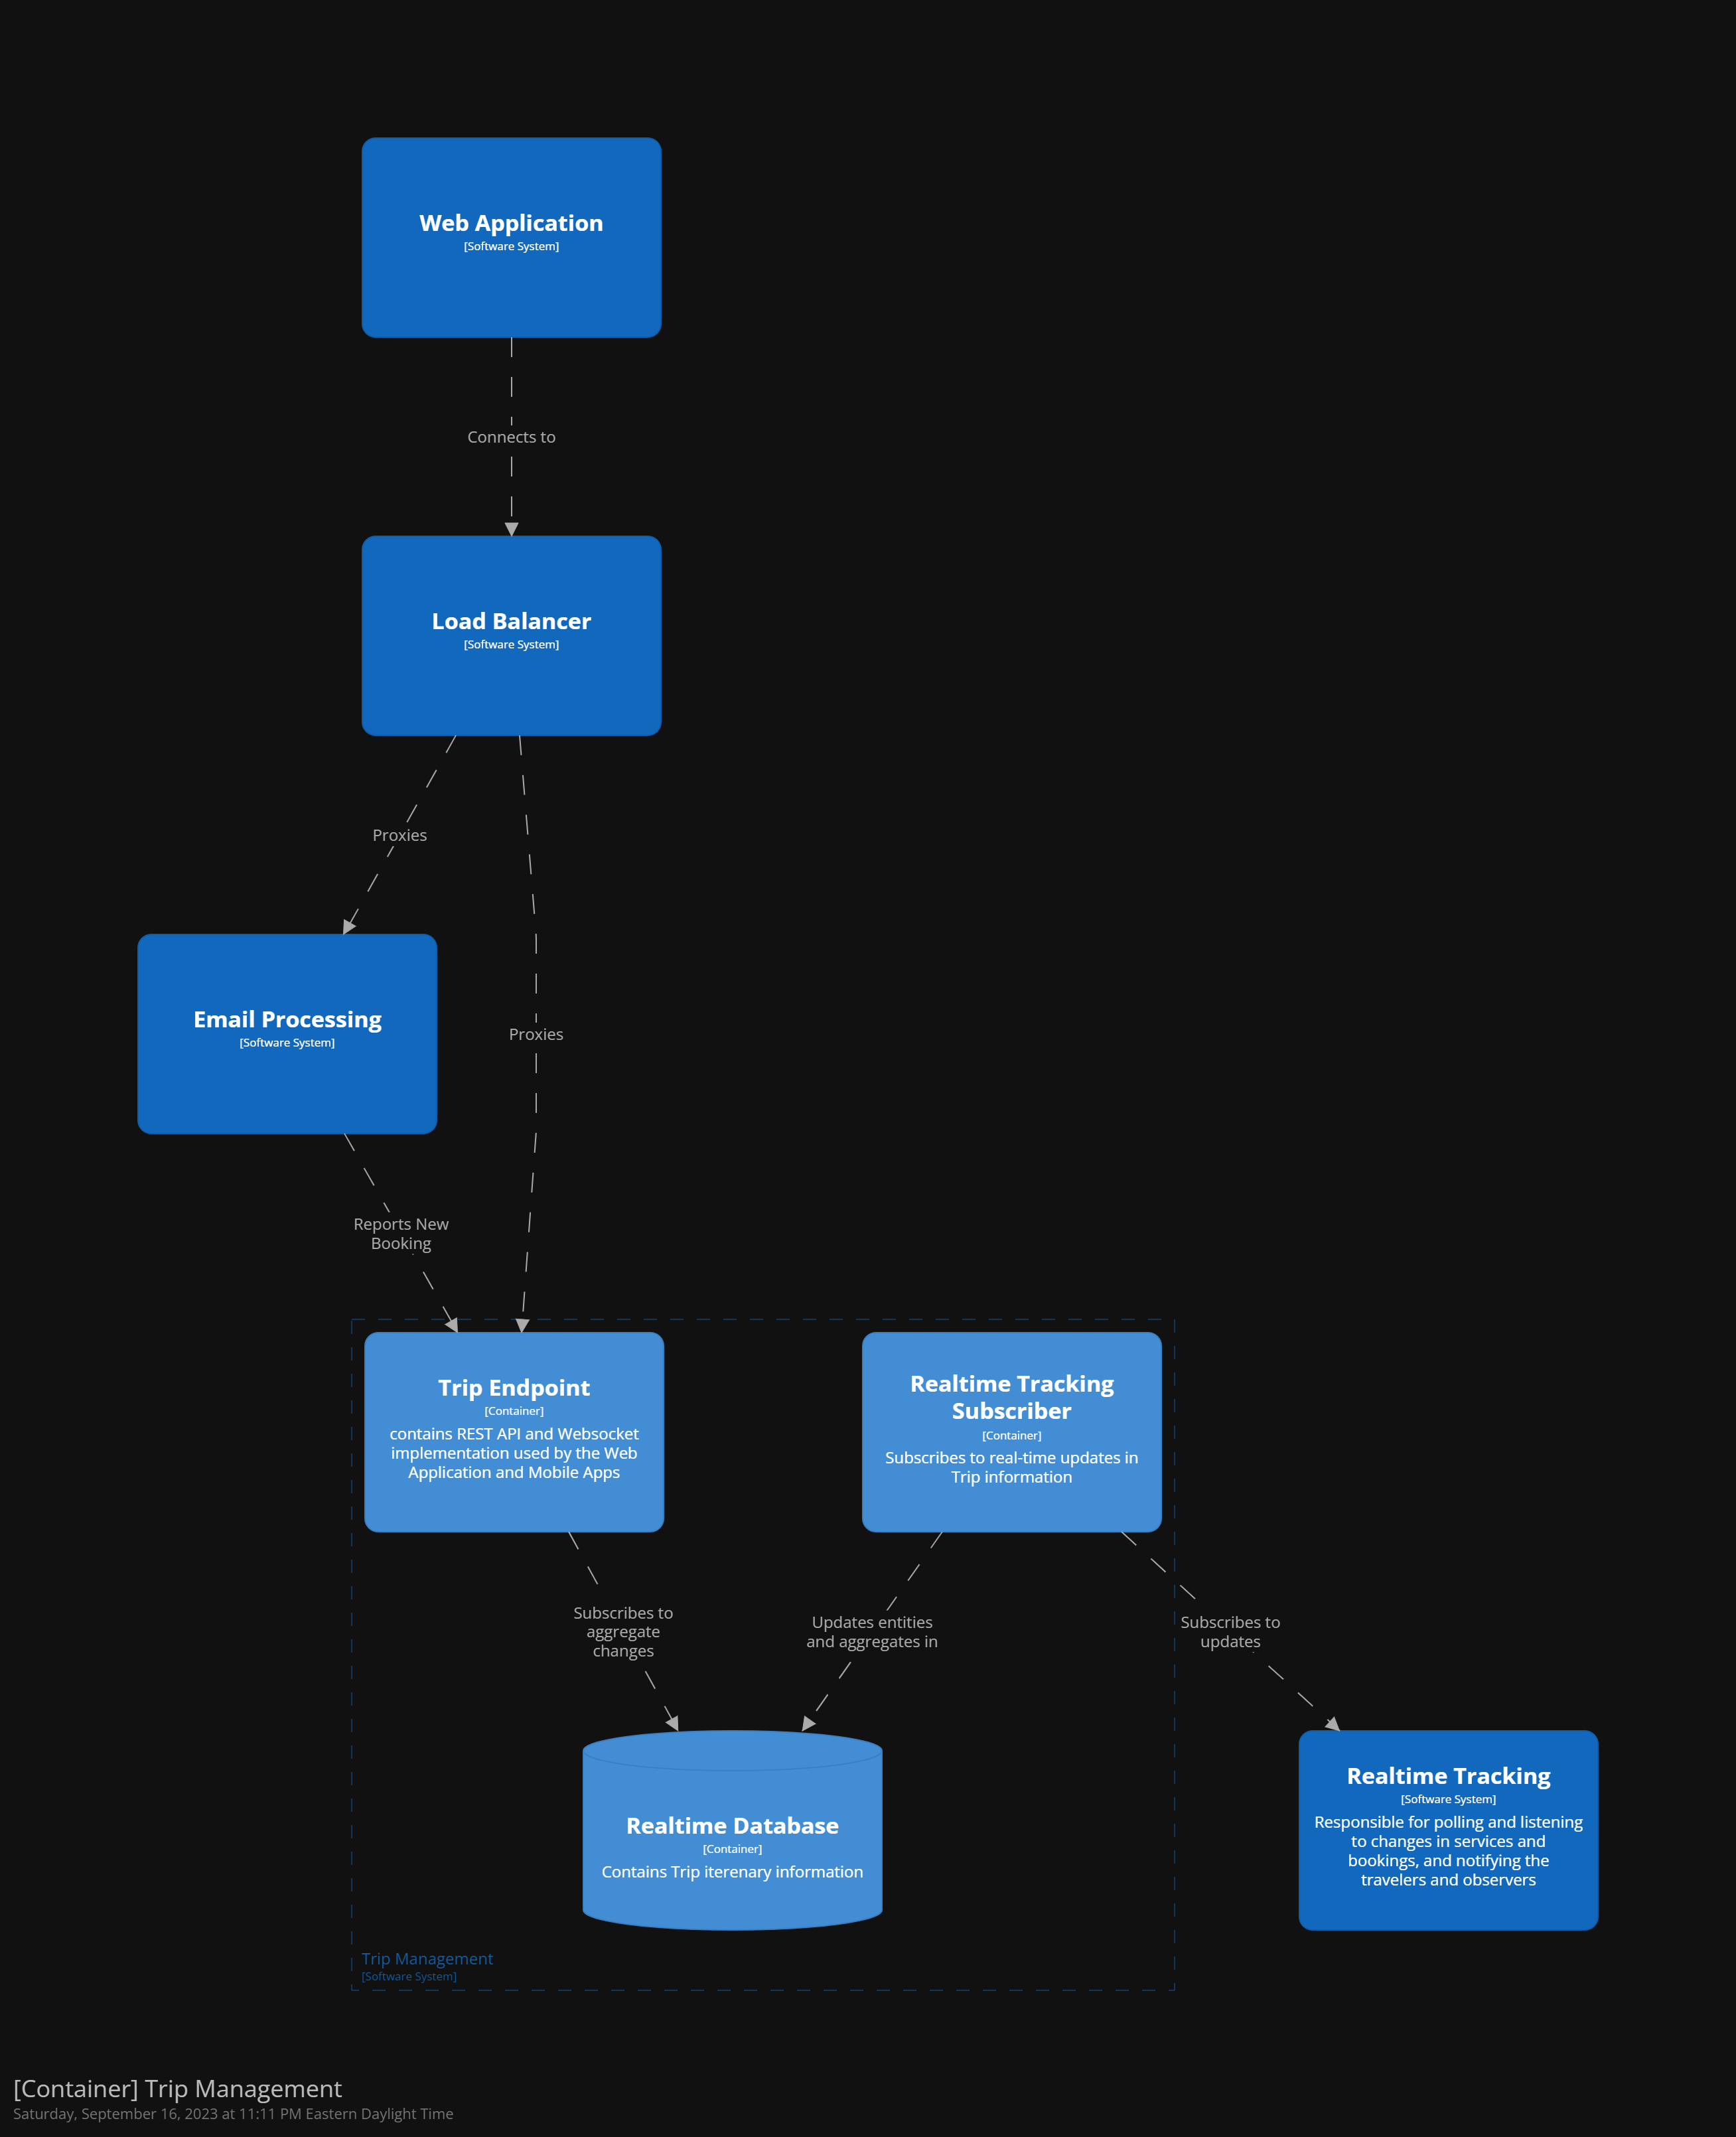 Web Application
[Software System]
Connects to
Load Balancer
[Software System]
Proxies
Email Processing
[Software System]
Proxies
Reports New
Booking
Trip Endpoint
[Container]
contains REST API and Websocket
implementation used by the Web
Application and Mobile Apps
Realtime Tracking
Subscriber
[Container]
Subscribes to real-time updates in
Trip information
Subscribes to
aggregate
changes
Updates entities
and aggregates in
Subscribes to
updates
Realtime Database
[Container]
Contains Trip iterenary information
Realtime Tracking
[Software System]
Responsible for polling and listening
to changes in services and
bookings, and notifying the
travelers and observers
Trip Management
[Software System]
[Container] Trip Management
Saturday, September 16, 2023 at 11:11 PM Eastern Daylight Time